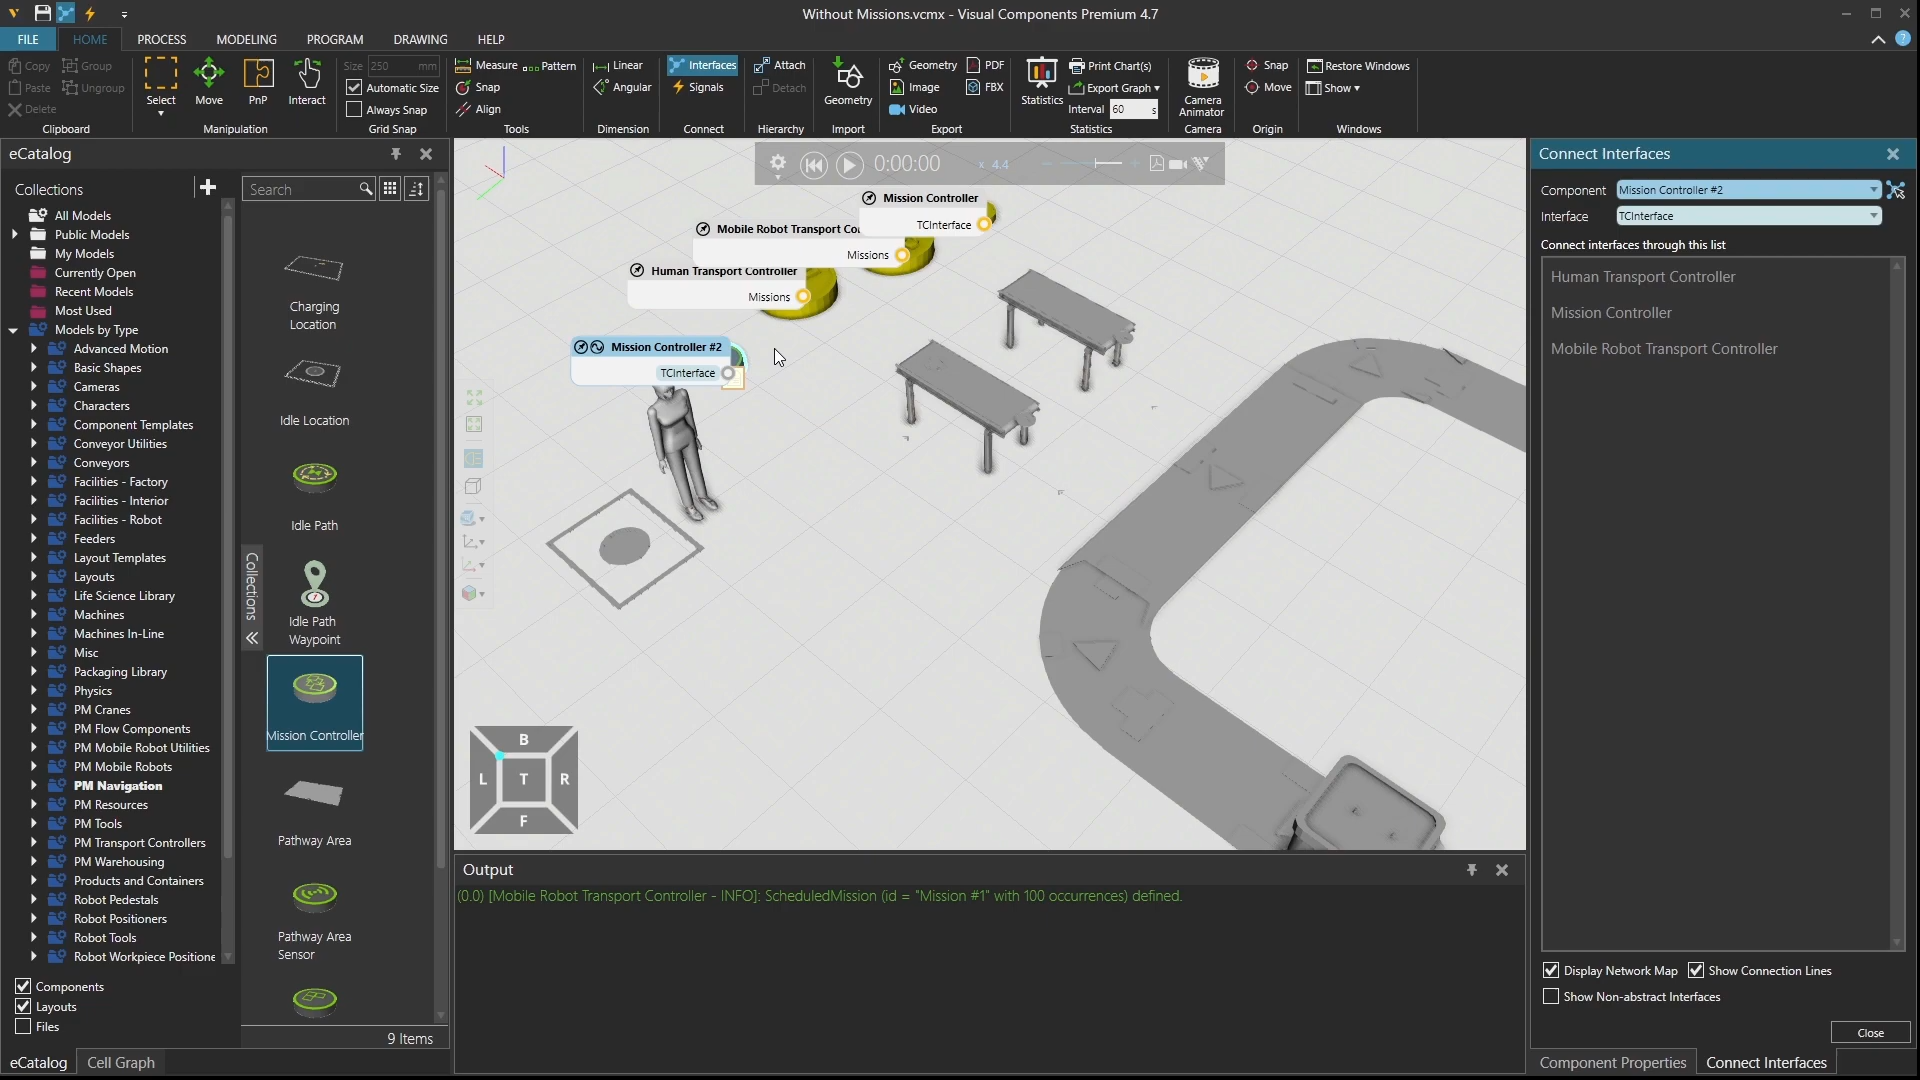 Without Missions.vcmx - Visual Components Premium 4.7
FILE
HOME
PROCESS
MODELING
PROGRAM
DRAWING
HELP
Copy
Group
Paste
Ungroup
Delete
Clipboard
Select
Move
PnP
Interact
Manipulation
Size
250
mm
Automatic Size
Always Snap
Grid Snap
Measure
Pattern
Snap
Align
Tools
Linear
Angular
Dimension
Interfaces
Signals
Connect
Attach
Detach
Hierarchy
Geometry
Import
Geometry
PDF
Image
FBX
Video
Export
Statistics
Print Chart(s)
Export Graph
Interval
60
s
Statistics
Camera
Animator
Camera
Snap
Move
Origin
Restore Windows
Show
Windows
eCatalog
Collections
All Models
Public Models
My Models
Currently Open
Recent Models
Most Used
Models by Type
Advanced Motion
Basic Shapes
Cameras
Characters
Component Templates
Conveyor Utilities
Conveyors
Facilities - Factory
Facilities - Interior
Facilities - Robot
Feeders
Layout Templates
Layouts
Life Science Library
Machines
Machines In-Line
Misc
Packaging Library
Physics
PM Cranes
PM Flow Components
PM Mobile Robot Utilities
PM Mobile Robots
PM Navigation
PM Resources
PM Tools
PM Transport Controllers
PM Warehousing
Products and Containers
Robot Pedestals
Robot Positioners
Robot Tools
Robot Workpiece Positione
Components
Layouts
Files
eCatalog
Cell Graph
Collections
Search
Charging
Location
Idle Location
Idle Path
Idle Path
Waypoint
Mission Controller
Pathway Area
Pathway Area
Sensor
9 Items
0:00:00
x 4.4
Mission Controller
TCInterface
Mobile Robot Transport Co
Missions
Human Transport Controller
Missions
Mission Controller #2
TCInterface
B
L
T
R
F
Output
(0.0) [Mobile Robot Transport Controller - INFO]: ScheduledMission (id = "Mission #1" with 100 occurrences) defined.
Connect Interfaces
Component
Mission Controller #2
Interface
TCInterface
Connect interfaces through this list
Human Transport Controller
Mission Controller
Mobile Robot Transport Controller
Display Network Map
Show Connection Lines
Show Non-abstract Interfaces
Close
Component Properties
Connect Interfaces